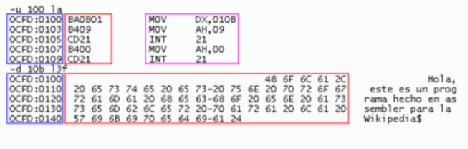 -u 100 la
0CFD:0100 BA0B01 MOV DX,010B
0CFD:0103 B409 MOV AH,09
0CFD:0105 CD21 INT 21
0CFD:0107 B400 MOV AH,00
0CFD:0109 CD21 INT 21
-d 10b l3f
0CFD:0100 48 6F 6C 61 2C Hola,
0CFD:0110 20 65 73 74 65 20 65 73-20 75 6E 20 70 72 6F 67 este es un prog
0CFD:0120 72 61 6D 61 20 68 65 63-68 6F 20 65 6E 20 61 73 rama hecho en as
0CFD:0130 73 65 6D 62 6C 65 72 20-70 61 72 61 20 6C 61 20 sembler para la
0CFD:0140 57 69 6B 69 70 65 64 69-61 24 Wikipedia$